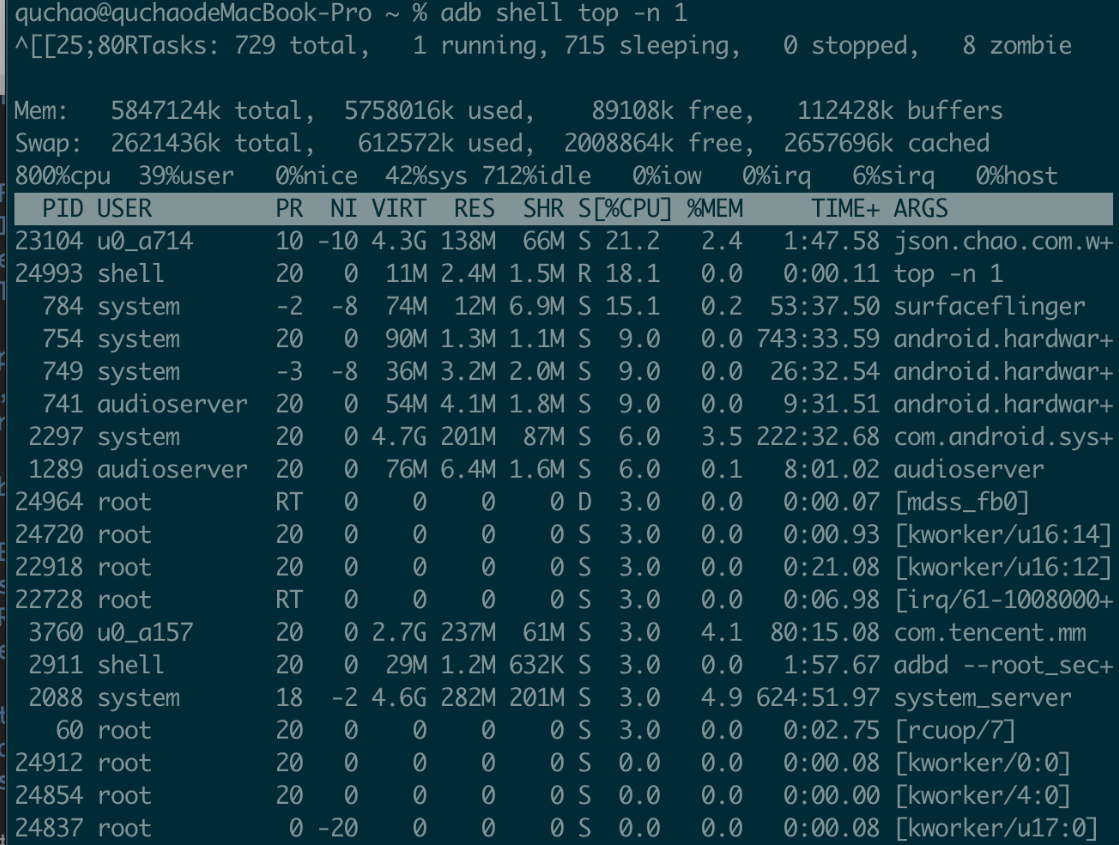 quchao@quchaodeMacBook-Pro ~ % adb shell top -n 1
^[[25;80RTasks: 729 total,   1 running, 715 sleeping,   0 stopped,   8 zombie
Mem:   5847124k total,  5758016k used,    89108k free,   112428k buffers
Swap:  2621436k total,   612572k used,  2008864k free,  2657696k cached
800%cpu  39%user   0%nice  42%sys 712%idle   0%iow   0%irq   6%sirq   0%host
  PID USER         PR  NI VIRT  RES  SHR S[%CPU] %MEM     TIME+ ARGS
23104 u0_a714      10 -10 4.3G 138M  66M S 21.2   2.4   1:47.58 json.chao.com.w+
24993 shell        20   0  11M 2.4M 1.5M R 18.1   0.0   0:00.11 top -n 1
  784 system       -2  -8  74M  12M 6.9M S 15.1   0.2  53:37.50 surfaceflinger
  754 system       20   0  90M 1.3M 1.1M S  9.0   0.0 743:33.59 android.hardwar+
  749 system       -3  -8  36M 3.2M 2.0M S  9.0   0.0  26:32.54 android.hardwar+
  741 audioserver  20   0  54M 4.1M 1.8M S  9.0   0.0   9:31.51 android.hardwar+
 2297 system       20   0 4.7G 201M  87M S  6.0   3.5 222:32.68 com.android.sys+
 1289 audioserver  20   0  76M 6.4M 1.6M S  6.0   0.1   8:01.02 audioserver
24964 root         RT   0    0    0    0 D  3.0   0.0   0:00.07 [mdss_fb0]
24720 root         20   0    0    0    0 S  3.0   0.0   0:00.93 [kworker/u16:14]
22918 root         20   0    0    0    0 S  3.0   0.0   0:21.08 [kworker/u16:12]
22728 root         RT   0    0    0    0 S  3.0   0.0   0:06.98 [irq/61-1008000+
 3760 u0_a157      20   0 2.7G 237M  61M S  3.0   4.1  80:15.08 com.tencent.mm
 2911 shell        20   0  29M 1.2M 632K S  3.0   0.0   1:57.67 adbd --root_sec+
 2088 system       18  -2 4.6G 282M 201M S  3.0   4.9 624:51.97 system_server
   60 root         20   0    0    0    0 S  3.0   0.0   0:02.75 [rcuop/7]
24912 root         20   0    0    0    0 S  0.0   0.0   0:00.08 [kworker/0:0]
24854 root         20   0    0    0    0 S  0.0   0.0   0:00.00 [kworker/4:0]
24837 root          0 -20    0    0    0 S  0.0   0.0   0:00.08 [kworker/u17:0]